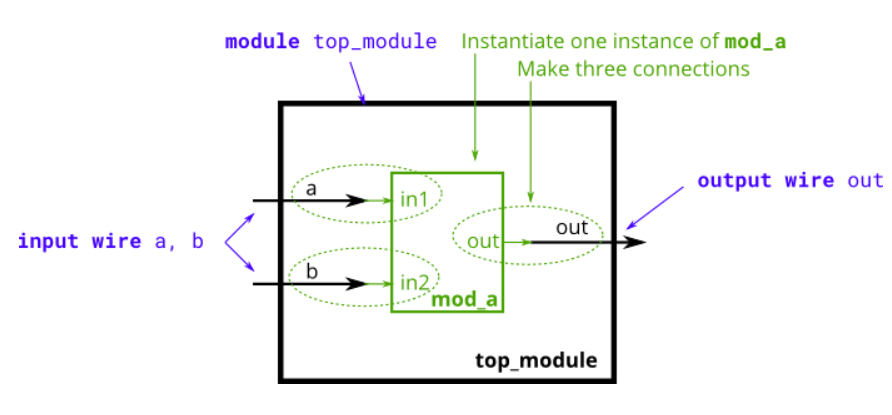 module top_module
Instantiate one instance of mod_a
Make three connections
a
in1
output wire out
input wire a, b
out
out
b
in2
mod_a
top_module